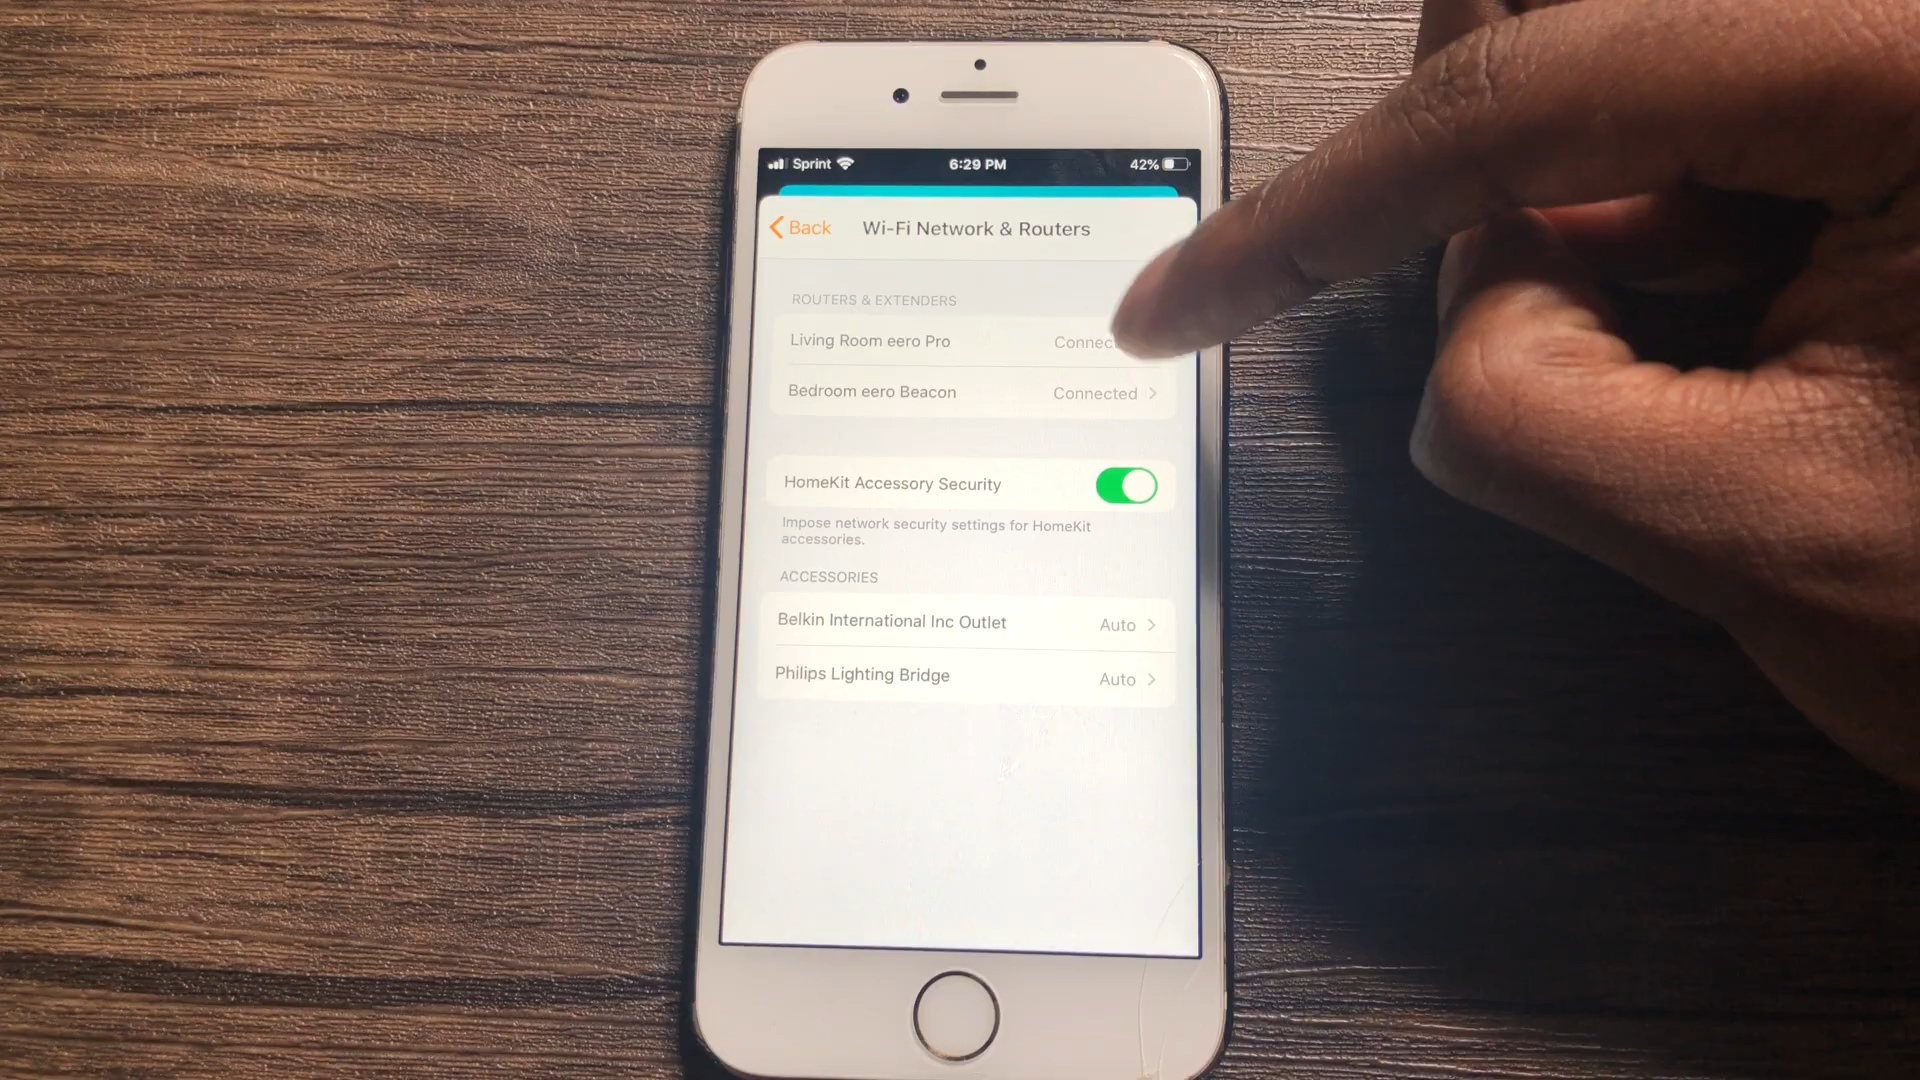 Sprint 6:29 PM 42%
Back Wi-Fi Network & Routers
ROUTERS & EXTENDERS
Living Room eero Pro
Bedroom eero Beacon Connected
HomeKit Accessory Security
Impose network security settings for HomeKit
accessories.
ACCESSORIES
Belkin International Inc Outlet Auto
Philips Lighting Bridge Auto